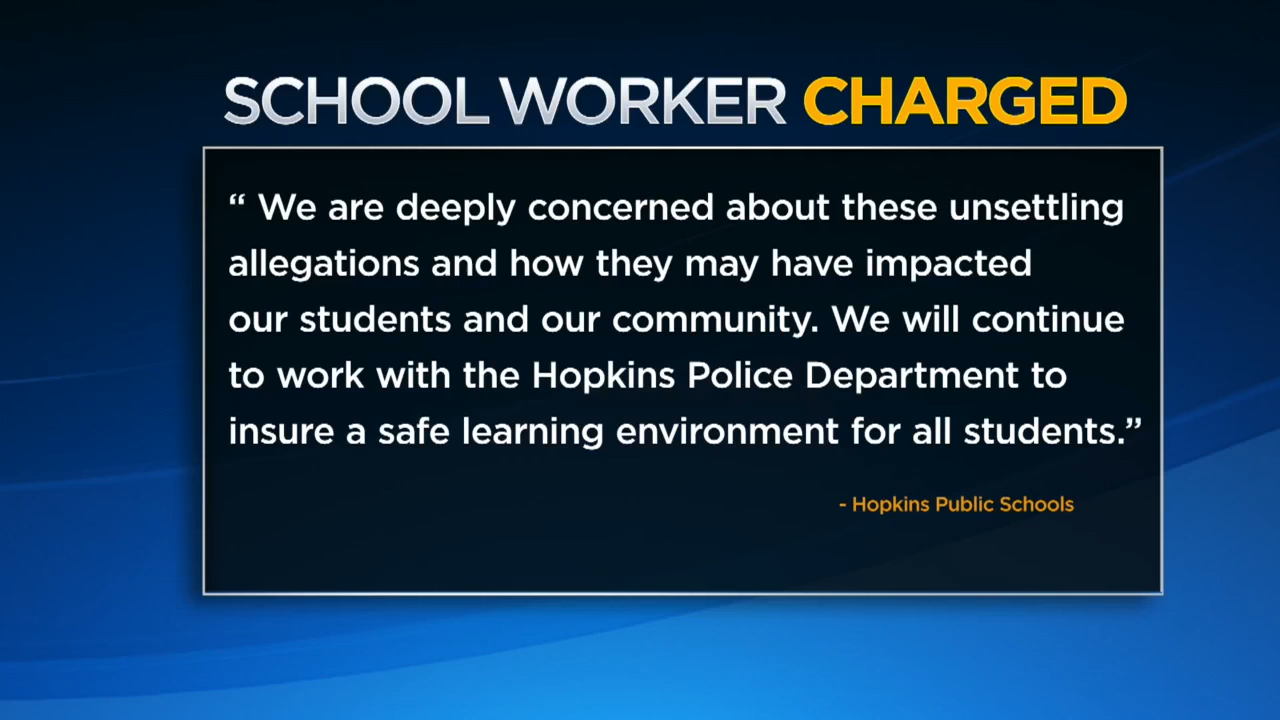 SCHOOL WORKER CHARGED
“ We are deeply concerned about these unsettling
allegations and how they may have impacted
our students and our community. We will continue
to work with the Hopkins Police Department to
insure a safe learning environment for all students.”
- Hopkins Public Schools